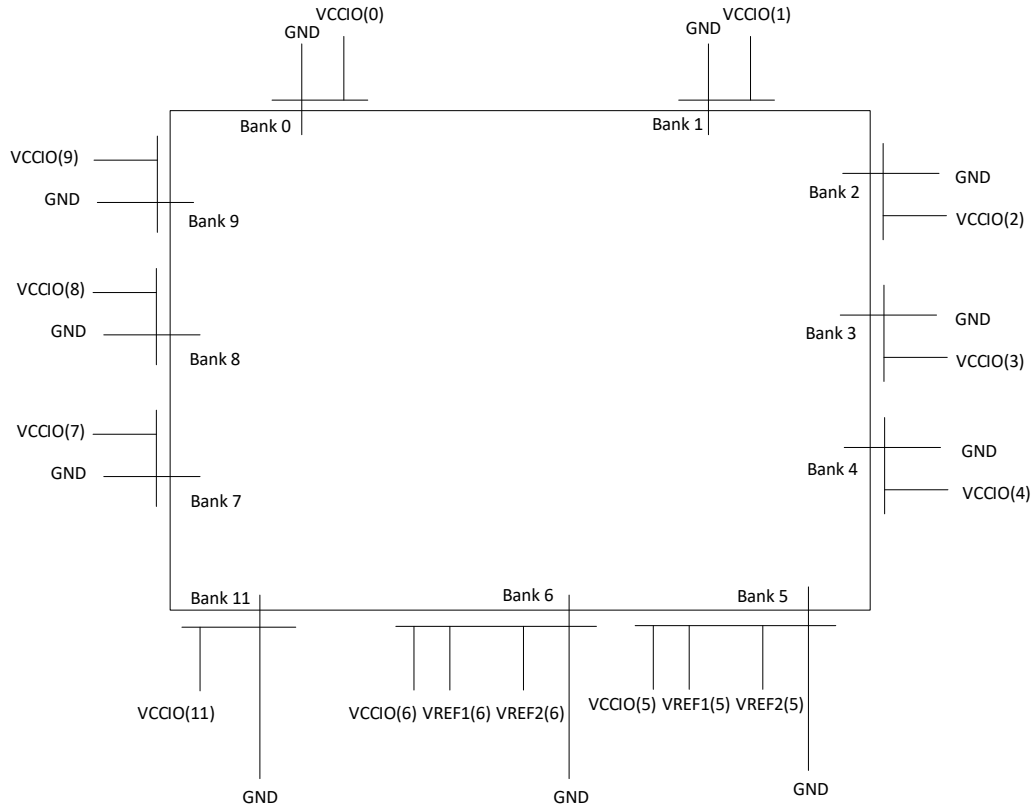 VCCIO(0)
GND
VCCIO(1)
GND
Bank 0
Bank 1
VCCIO(9)
GND
Bank 9
Bank 2
GND
VCCIO(2)
VCCIO(8)
GND
Bank 8
Bank 3
GND
VCCIO(3)
VCCIO(7)
GND
Bank 7
Bank 4
GND
VCCIO(4)
Bank 11
Bank 6
Bank 5
VCCIO(11)
VCCIO(6) VREF1(6) VREF2(6)
VCCIO(5) VREF1(5) VREF2(5)
GND
GND
GND